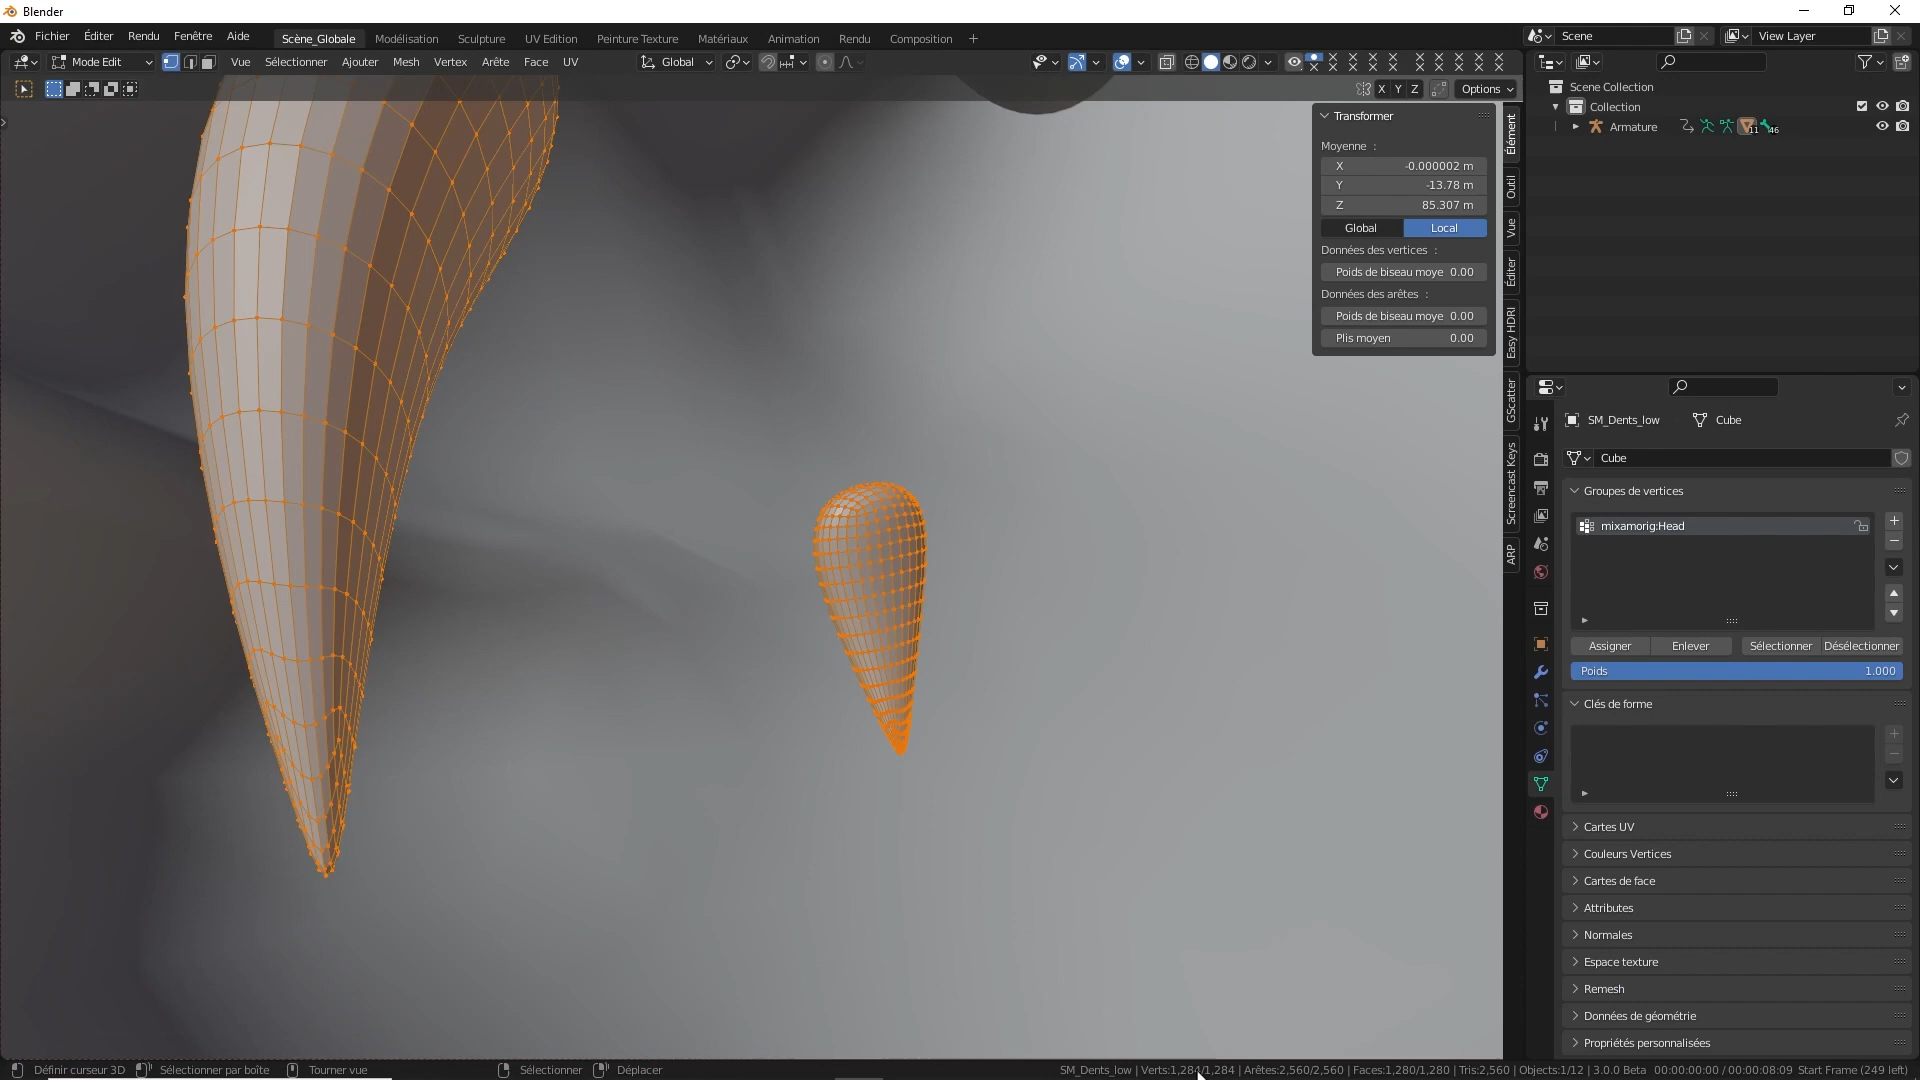 Blender
Fichier Éditer Rendu Fenêtre Aide
Scène_Globale Modélisation Sculpture UV Edition Peinture Texture Matériaux Animation Rendu Composition +
Scene
View Layer
Mode Edit Vue Sélectionner Ajouter Mesh Vertex Arête Face UV
Global
X Y Z Options
Transformer
Moyenne :
X -0.000002 m
Y -13.78 m
Z 85.307 m
Global Local
Données des vertices :
Poids de biseau moye 0.00
Données des arêtes :
Poids de biseau moye 0.00
Plis moyen 0.00
Élément
Outil
Vue
Éditer
Easy HDRI
GScatter
Screencast Keys
ARP
Scene Collection
Collection
Armature 11 46
SM_Dents_low Cube
Cube
Groupes de vertices
mixamorig:Head
Assigner Enlever Sélectionner Désélectionner
Poids 1.000
Clés de forme
Cartes UV
Couleurs Vertices
Cartes de face
Attributes
Normales
Espace texture
Remesh
Données de géométrie
Propriétés personnalisées
Définir curseur 3D Sélectionner par boîte Tourner vue Sélectionner Déplacer
SM_Dents_low | Verts:1,284/1,284 | Arêtes:2,560/2,560 | Faces:1,280/1,280 | Tris:2,560 | Objects:1/12 | 3.0.0 Beta 00:00:00:00 / 00:00:08:09 Start Frame (249 left)